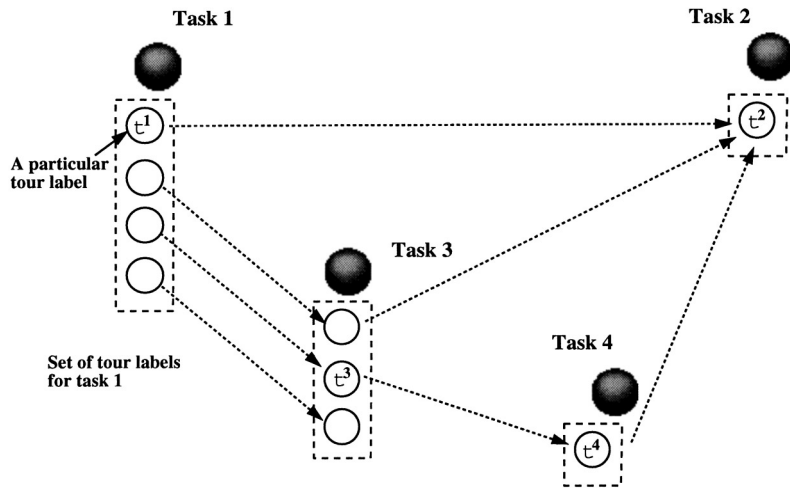 Task 1
Task 2
t¹
t²
A particular
tour label
Task 3
Set of tour labels
for task 1
t³
Task 4
t⁴